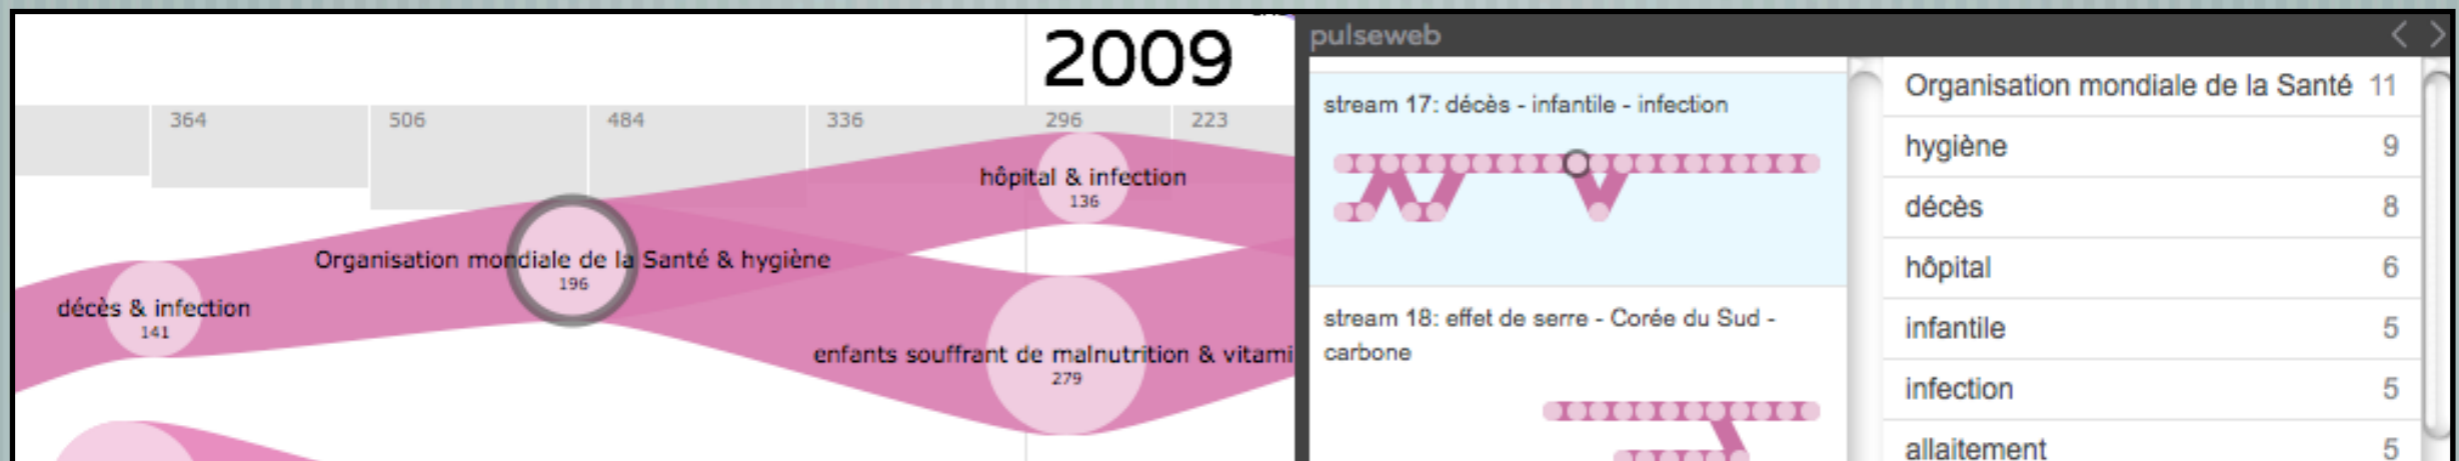 2009
364
506
484
336
296
223
hôpital & infection
136
Organisation mondiale de la Santé & hygiène
196
décès & infection
141
enfants souffrant de malnutrition & vitami
279
pulseweb
stream 17: décès - infantile - infection
stream 18: effet de serre - Corée du Sud -
carbone
Organisation mondiale de la Santé 11
hygiène 9
décès 8
hôpital 6
infantile 5
infection 5
allaitement 5